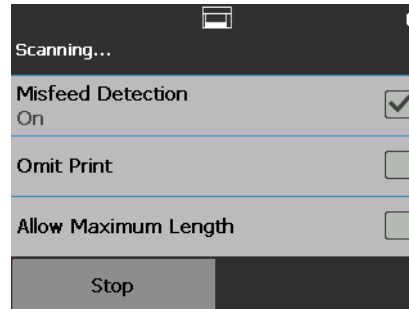 Scanning...
Misfeed Detection
On
Omit Print
Allow Maximum Length
Stop